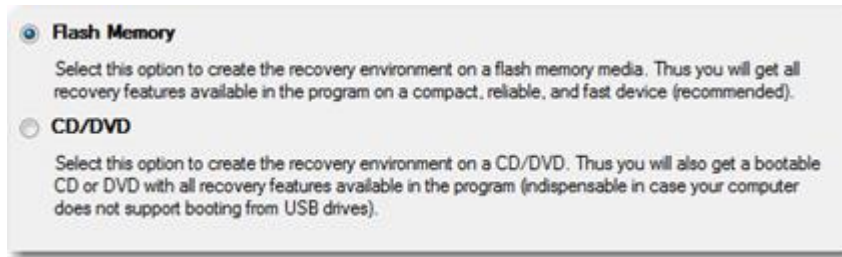 Flash Memory
Select this option to create the recovery environment on a flash memory media. Thus you will get all
recovery features available in the program on a compact, reliable, and fast device (recommended).
CD/DVD
Select this option to create the recovery environment on a CD/DVD. Thus you will also get a bootable
CD or DVD with all recovery features available in the program (indispensable in case your computer
does not support booting from USB drives).